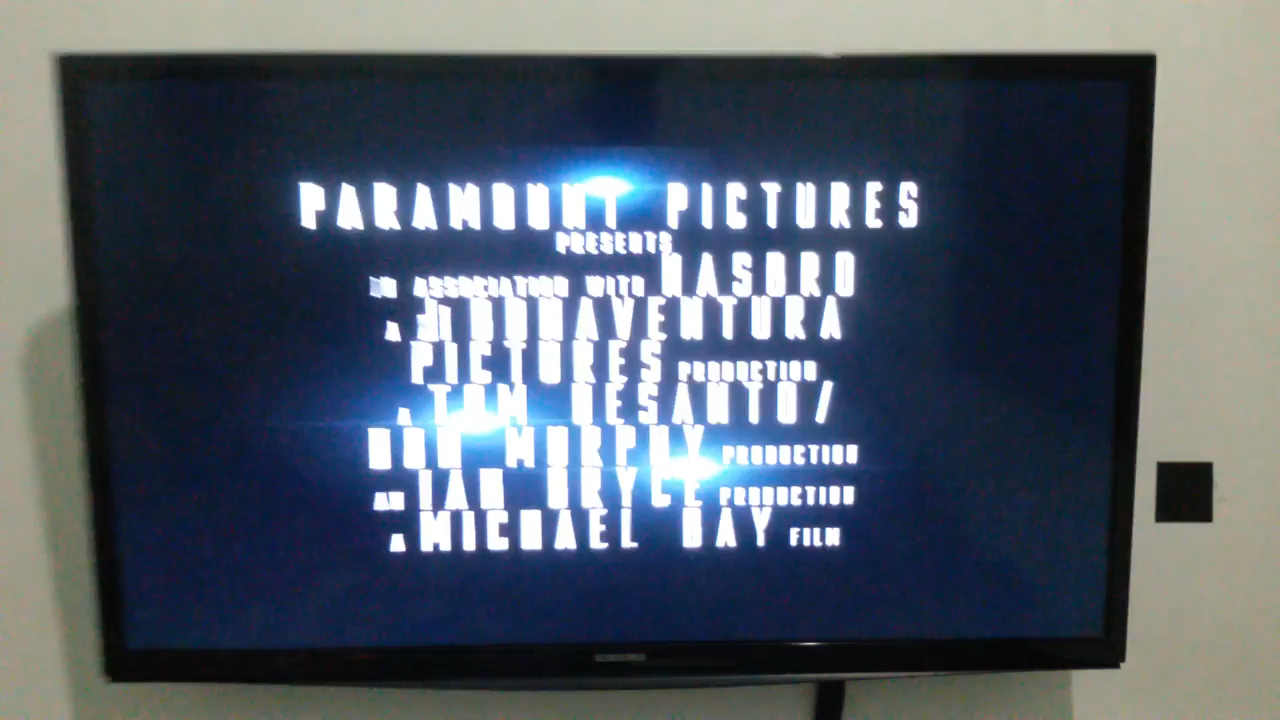 PARAMOUNT PICTURES
PRESENTS
IN ASSOCIATION WITH HASBRO
A DI BONAVENTURA
PICTURES PRODUCTION
A TOM DESANTO/
DON MURPHY PRODUCTION
AN IAN BRYCE PRODUCTION
A MICHAEL BAY FILM